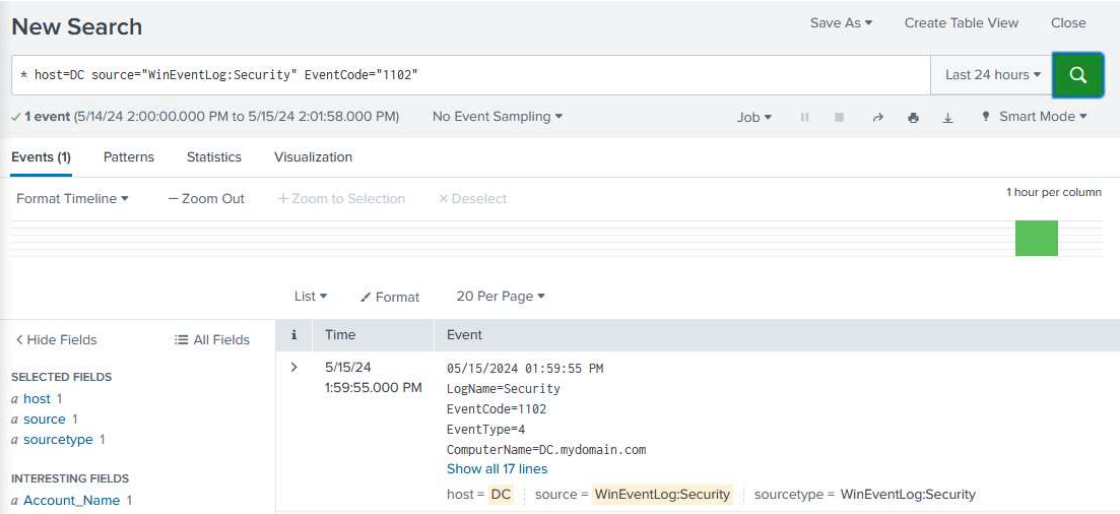 New Search
Save As ▾ Create Table View Close
* host=DC source="WinEventLog:Security" EventCode="1102"
Last 24 hours ▾
✓ 1 event (5/14/24 2:00:00.000 PM to 5/15/24 2:01:58.000 PM) No Event Sampling ▾
Job ▾ Smart Mode ▾
Events (1) Patterns Statistics Visualization
Format Timeline ▾ — Zoom Out + Zoom to Selection × Deselect
1 hour per column
List ▾ Format 20 Per Page ▾
< Hide Fields All Fields
i Time Event
SELECTED FIELDS
a host 1
a source 1
a sourcetype 1
INTERESTING FIELDS
a Account_Name 1
> 5/15/24
1:59:55.000 PM
05/15/2024 01:59:55 PM
LogName=Security
EventCode=1102
EventType=4
ComputerName=DC.mydomain.com
Show all 17 lines
host = DC source = WinEventLog:Security sourcetype = WinEventLog:Security